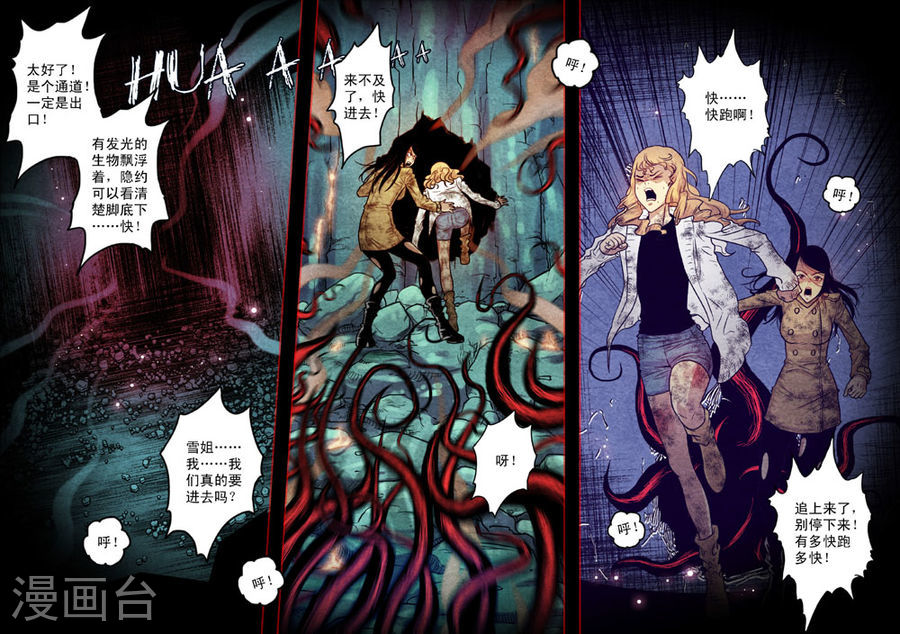 太好了！
是个通道！
一定是出
口！
有发光的
生物飘浮
着，隐约
可以看清
楚脚底下
……快！
HUA A A A A A
雪姐……
我……我
们真的要
进去吗？
呼！
呼！
来不及
了，快
进去！
呀！
呼！
快……
快跑啊！
呼！
追上来了，
别停下来！
有多快跑
多快！
呼！
漫画台